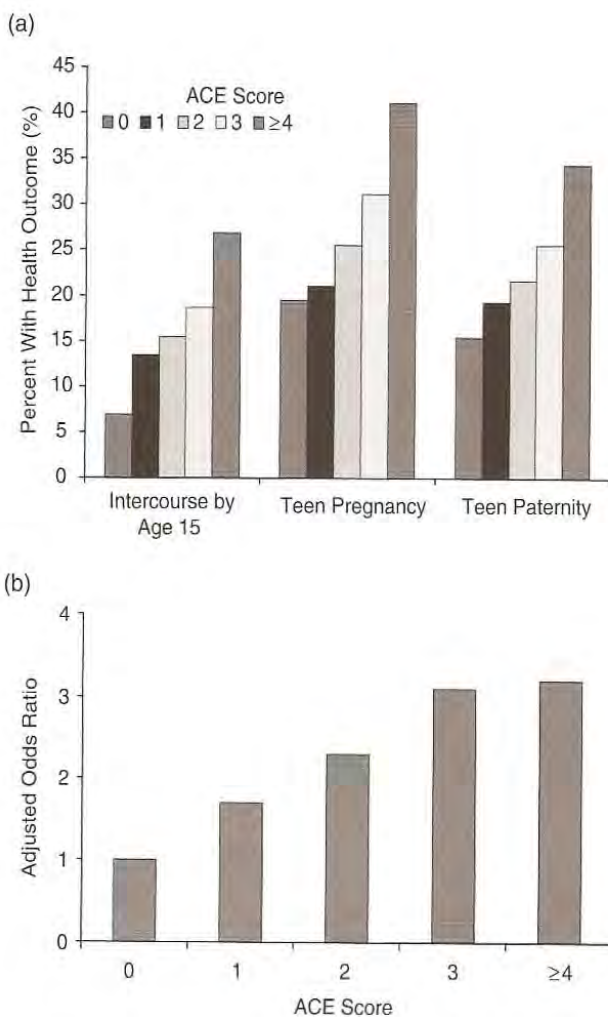 (a)
45
40
35
30
25
20
15
10
5
0
Percent With Health Outcome (%)
ACE Score
0 1 2 3 ≥4
Intercourse by Age 15
Teen Pregnancy
Teen Paternity
(b)
4
3
2
1
0
Adjusted Odds Ratio
0 1 2 3 ≥4
ACE Score